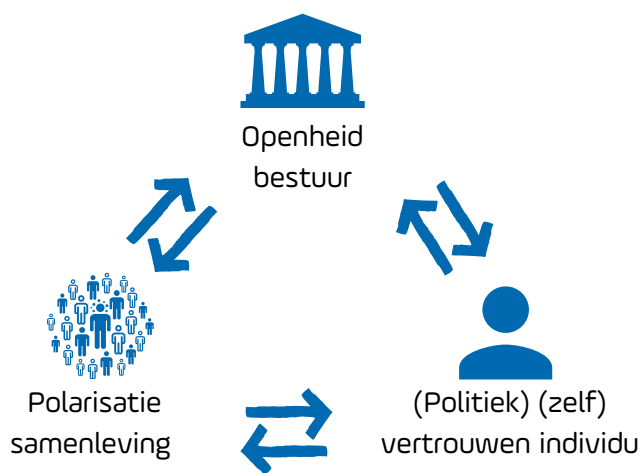 Openheid
bestuur
Polarisatie
samenleving
(Politiek) (zelf)
vertrouwen individu